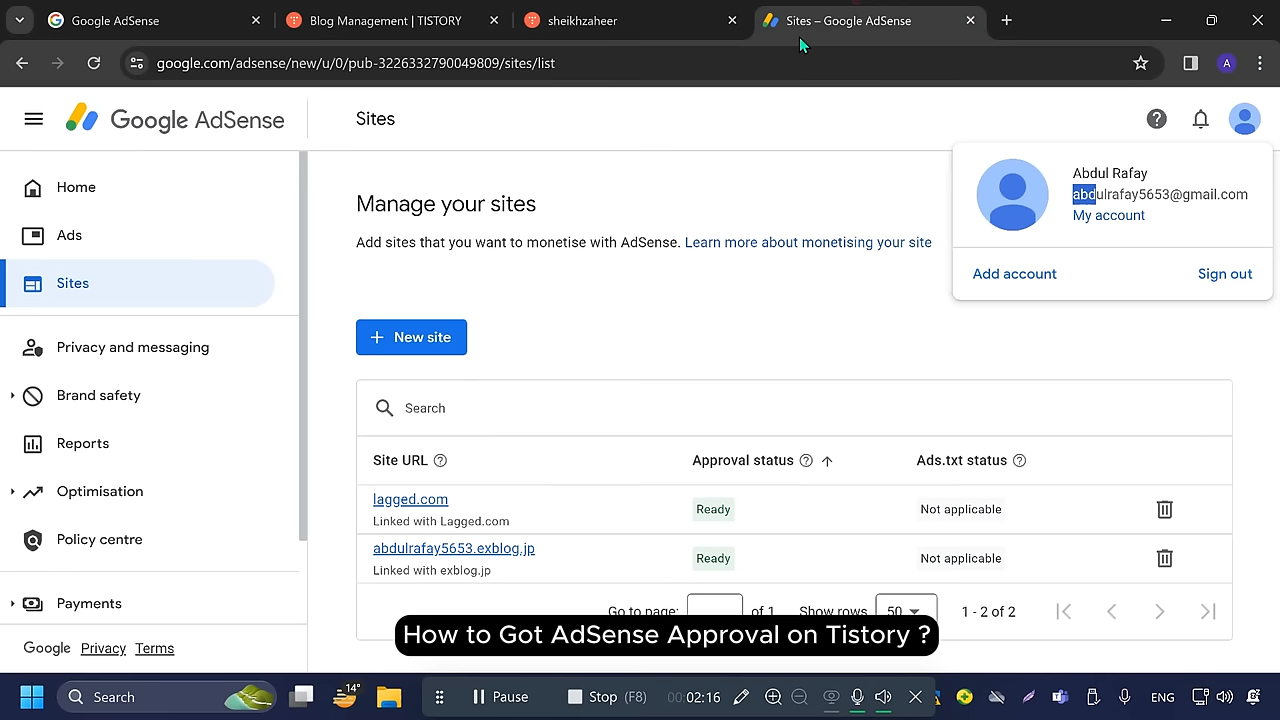 Google AdSense
Blog Management | TISTORY
sheikhzaheer
Sites – Google AdSense
google.com/adsense/new/u/0/pub-3226332790049809/sites/list
A
Google AdSense
Sites
Abdul Rafay
abdulrafay5653@gmail.com
My account
Add account
Sign out
Home
Ads
Sites
Privacy and messaging
Brand safety
Reports
Optimisation
Policy centre
Payments
Google Privacy Terms
Manage your sites
Add sites that you want to monetise with AdSense. Learn more about monetising your site
+ New site
Search
Site URL
Approval status
Ads.txt status
lagged.com
Linked with Lagged.com
Ready
Not applicable
abdulrafay5653.exblog.jp
Linked with exblog.jp
Ready
Not applicable
Go to page:
of 1
Show rows
50
1 - 2 of 2
How to Got AdSense Approval on Tistory ?
Search
14°
Pause
Stop (F8)
00:02:16
ENG